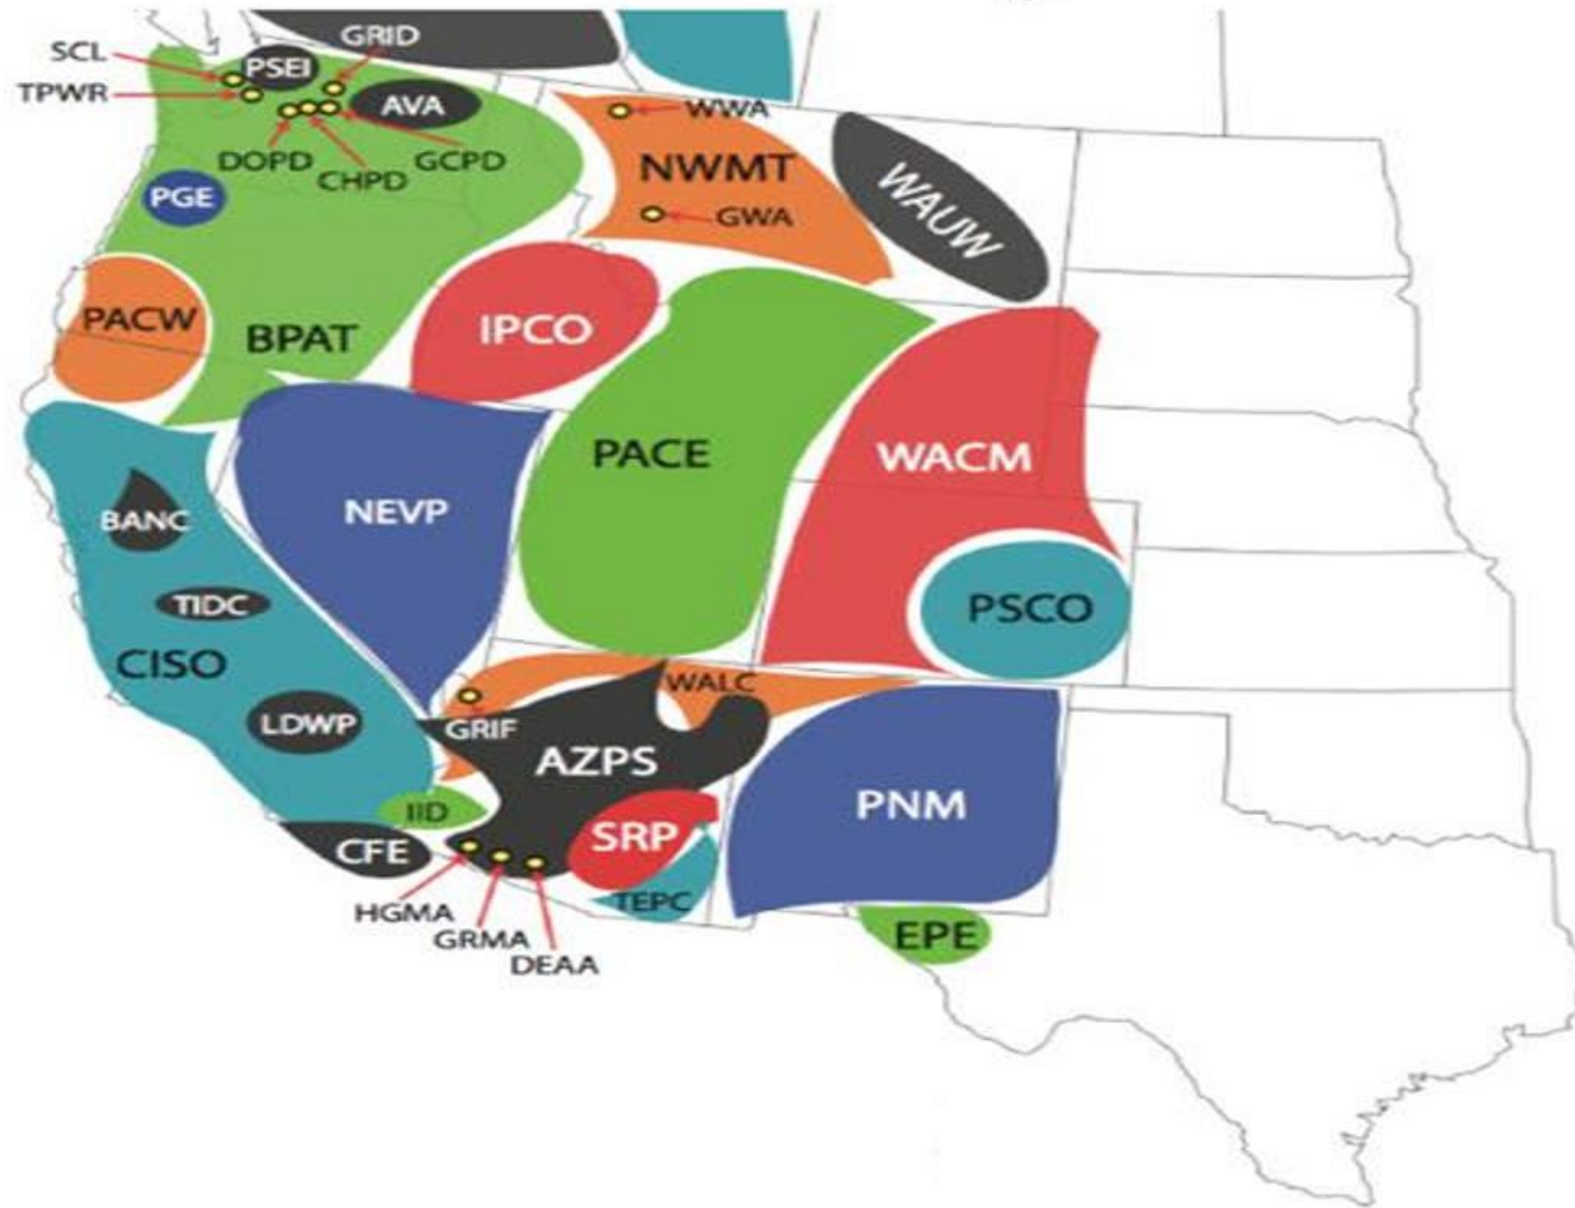 GRID
SCL
PSEI
TPWR
AVA
WWA
DOPD
GCPD
CHPD
NWMT
PGE
WAUW
GWA
PACW
BPAT
IPCO
PACE
WACM
NEVP
BANC
TIDC
PSCO
CISO
WALC
LDWP
GRIF
AZPS
IID
PNM
SRP
CFE
TEPC
HGMA
GRMA
EPE
DEAA